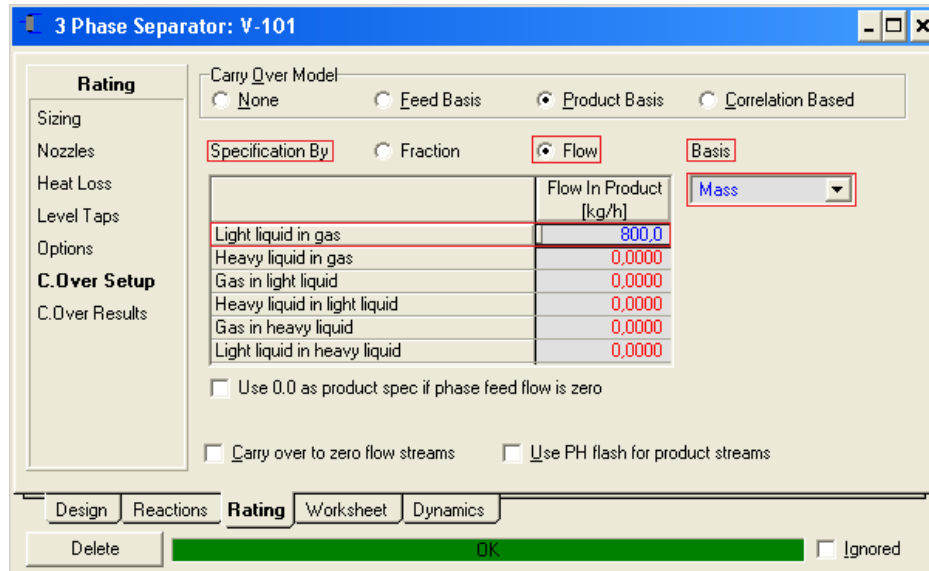 3 Phase Separator: V-101
Rating
Sizing
Nozzles
Heat Loss
Level Taps
Options
C.Over Setup
C.Over Results
Carry Over Model
None Feed Basis Product Basis Correlation Based
Specification By Fraction Flow Basis
Mass
Flow In Product
[kg/h]
Light liquid in gas 800,0
Heavy liquid in gas 0,0000
Gas in light liquid 0,0000
Heavy liquid in light liquid 0,0000
Gas in heavy liquid 0,0000
Light liquid in heavy liquid 0,0000
Use 0.0 as product spec if phase feed flow is zero
Carry over to zero flow streams Use PH flash for product streams
Design Reactions Rating Worksheet Dynamics
Delete OK Ignored